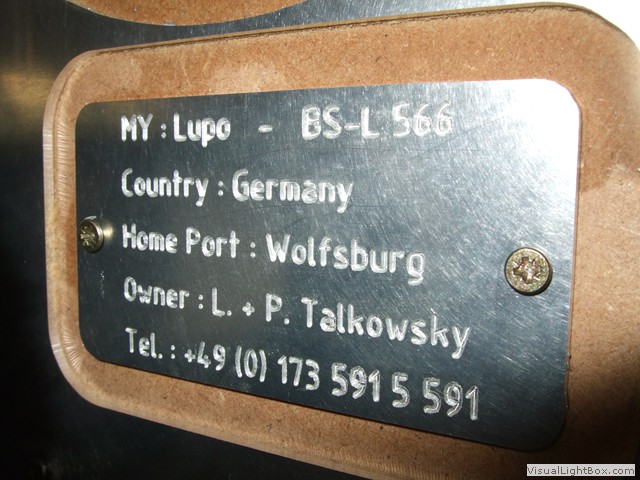 MY : Lupo - BS-L 566
Country : Germany
Home Port : Wolfsburg
Owner : L. + P. Talkowsky
Tel. : +49 (0) 173 591 5 591
VisualLightBox.com